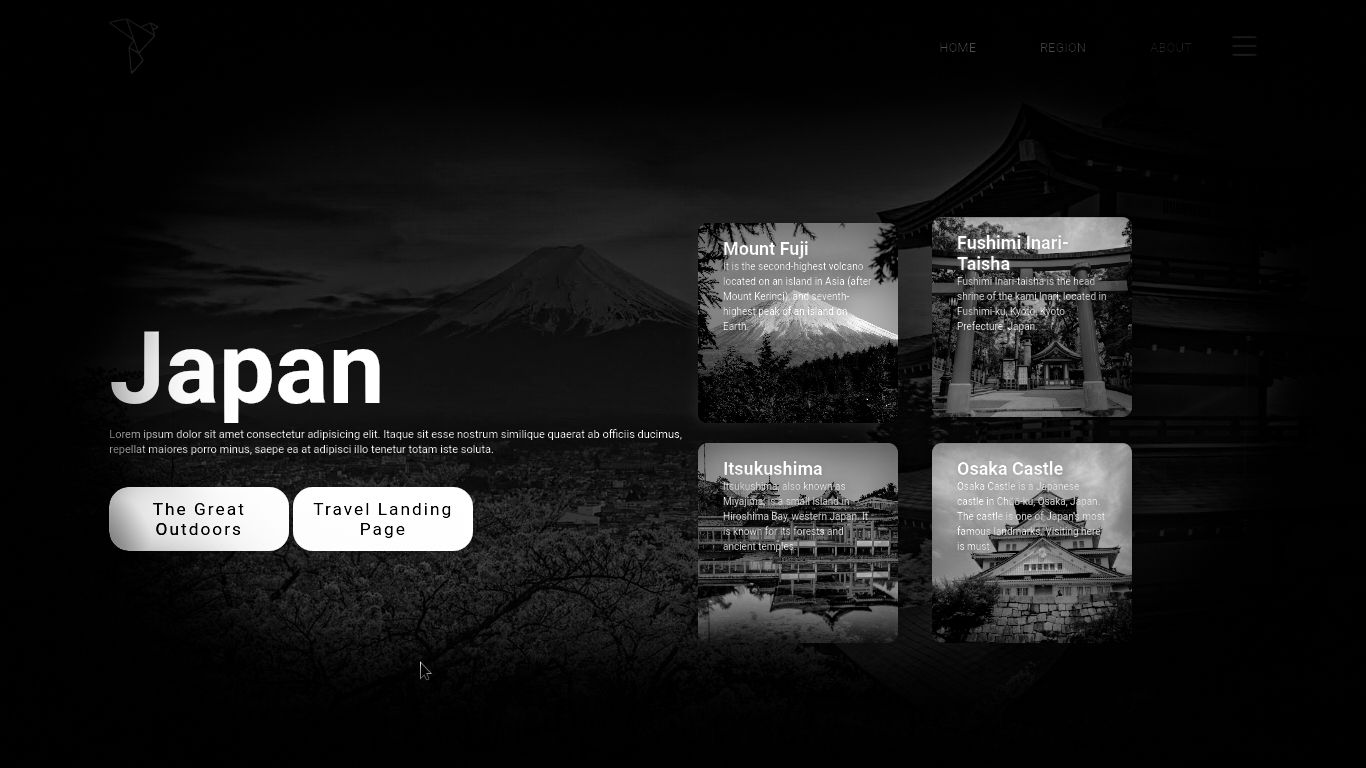 HOME
REGION
ABOUT
Japan
Lorem ipsum dolor sit amet consectetur adipisicing elit. Itaque sit esse nostrum similique quaerat ab officiis ducimus,
repellat maiores porro minus, saepe ea at adipisci illo tenetur totam iste soluta.
The Great
Outdoors
Travel Landing
Page
Mount Fuji
It is the second-highest volcano
located on an island in Asia (after
Mount Kerinci), and seventh-
highest peak of an island on
Earth.
Fushimi Inari-
Taisha
Fushimi Inari-taisha is the head
shrine of the kami Inari, located in
Fushimi-ku, Kyoto, Kyoto
Prefecture, Japan.
Itsukushima
Itsukushima, also known as
Miyajima, is a small island in
Hiroshima Bay, western Japan. It
is known for its forests and
ancient temples.
Osaka Castle
Osaka Castle is a Japanese
castle in Chūō-ku, Osaka, Japan.
The castle is one of Japan's most
famous landmarks. Visiting here
is must